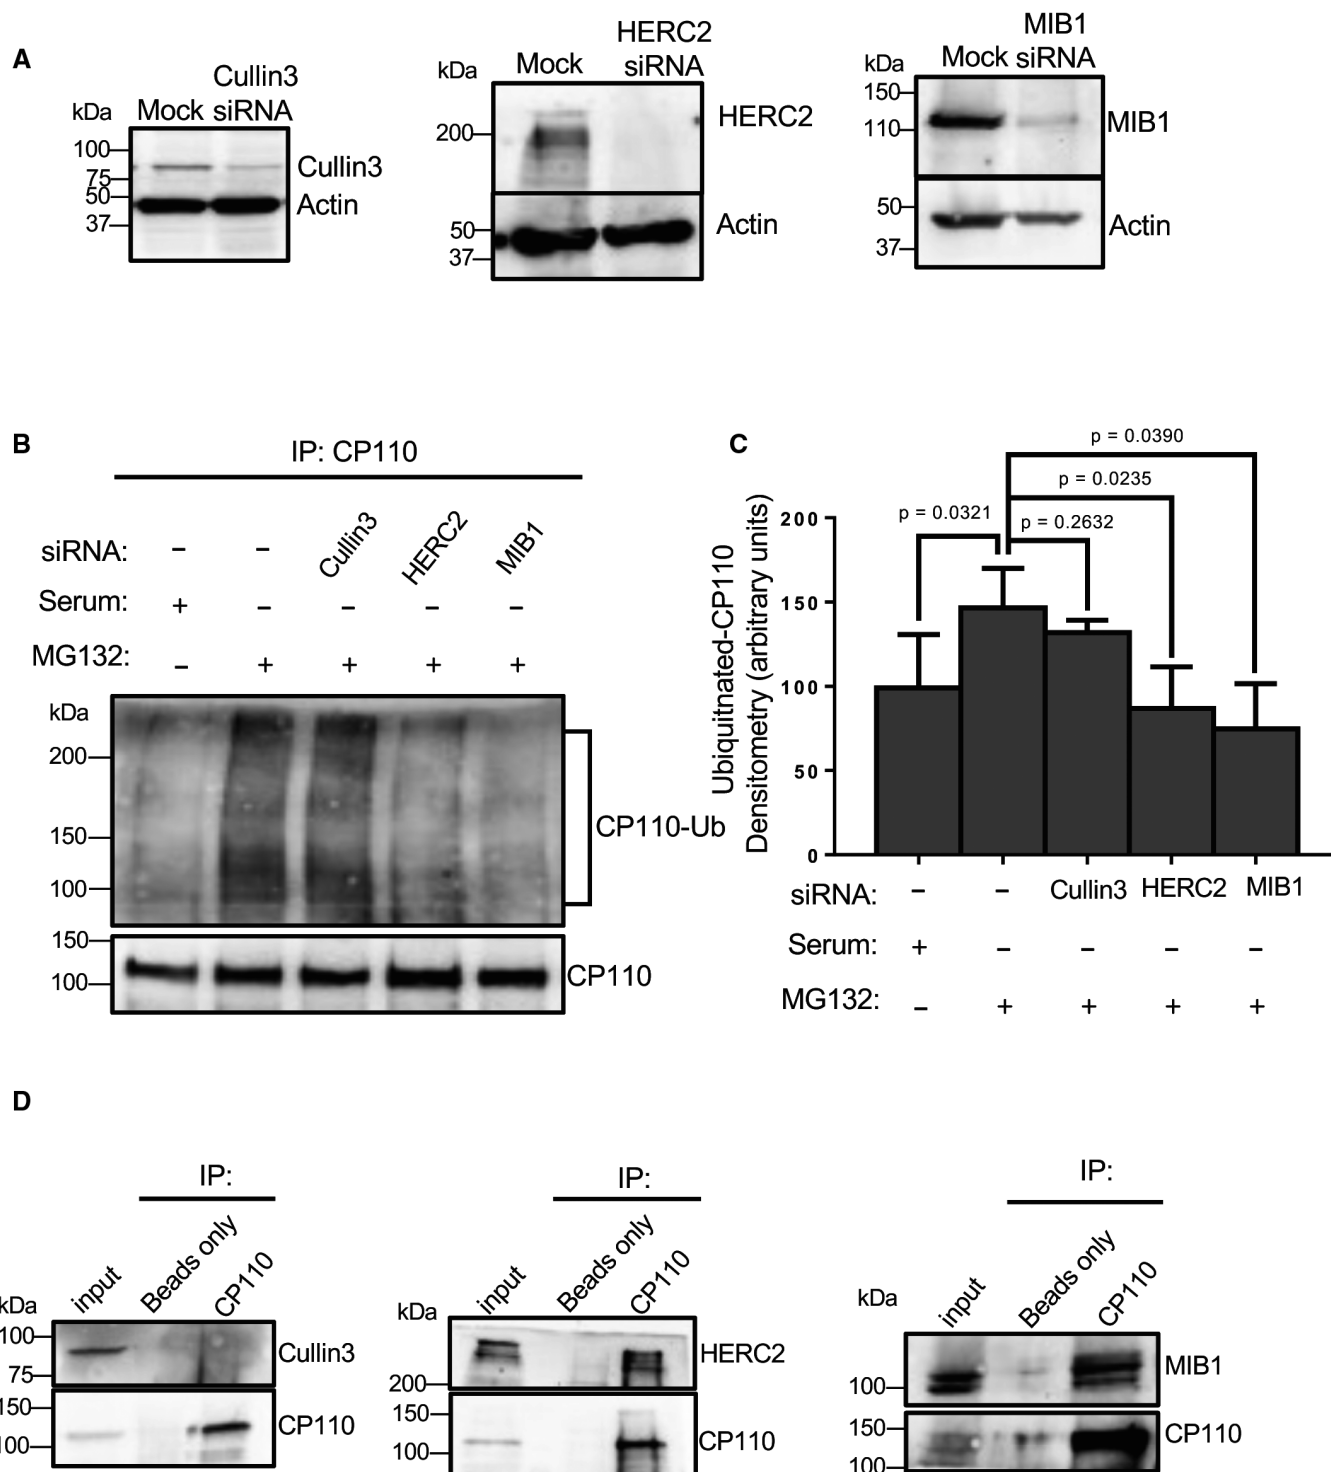 A
kDa
Mock
Cullin3
siRNA
100
75
50
37
Cullin3
Actin
kDa
Mock
HERC2
siRNA
200
50
37
HERC2
Actin
kDa
Mock
MIB1
siRNA
150
110
50
37
MIB1
Actin
B
IP: CP110
siRNA: – – Cullin3 HERC2 MIB1
Serum: + – – – –
MG132: – + + + +
kDa
200
150
100
CP110-Ub
150
100
CP110
C
p = 0.0390
p = 0.0235
p = 0.0321
p = 0.2632
Ubiquitnated-CP110
Densitometry (arbitrary units)
200
150
100
50
0
siRNA: – – Cullin3 HERC2 MIB1
Serum: + – – – –
MG132: – + + + +
D
IP:
input
Beads only
CP110
kDa
100
75
Cullin3
150
100
CP110
IP:
input
Beads only
CP110
kDa
200
HERC2
150
100
CP110
IP:
input
Beads only
CP110
kDa
100
MIB1
150
100
CP110